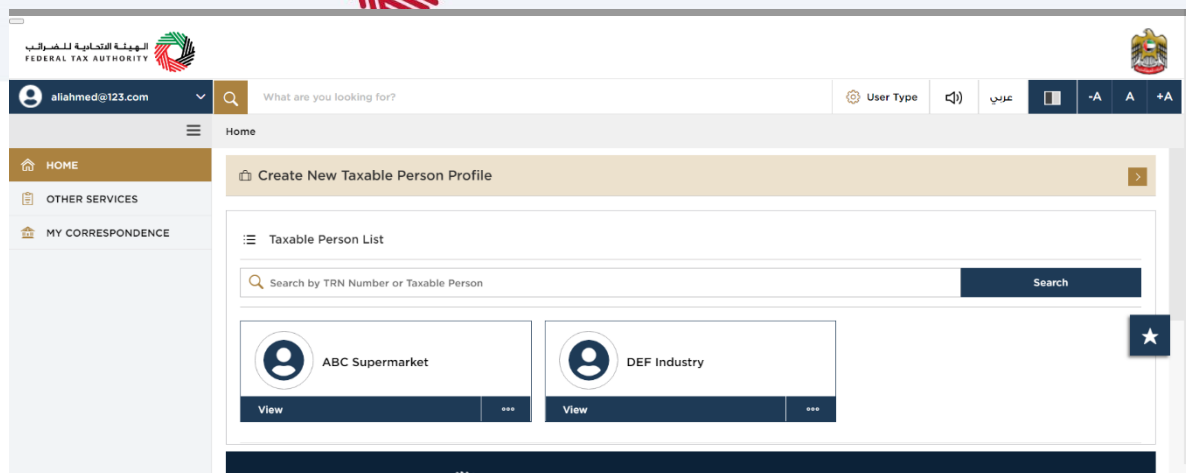 الهيئة الاتحادية للضرائب
FEDERAL TAX AUTHORITY
aliahmed@123.com
What are you looking for?
User Type
عربي
-A
A
+A
Home
HOME
OTHER SERVICES
MY CORRESPONDENCE
Create New Taxable Person Profile
Taxable Person List
Search by TRN Number or Taxable Person
Search
ABC Supermarket
View
DEF Industry
View